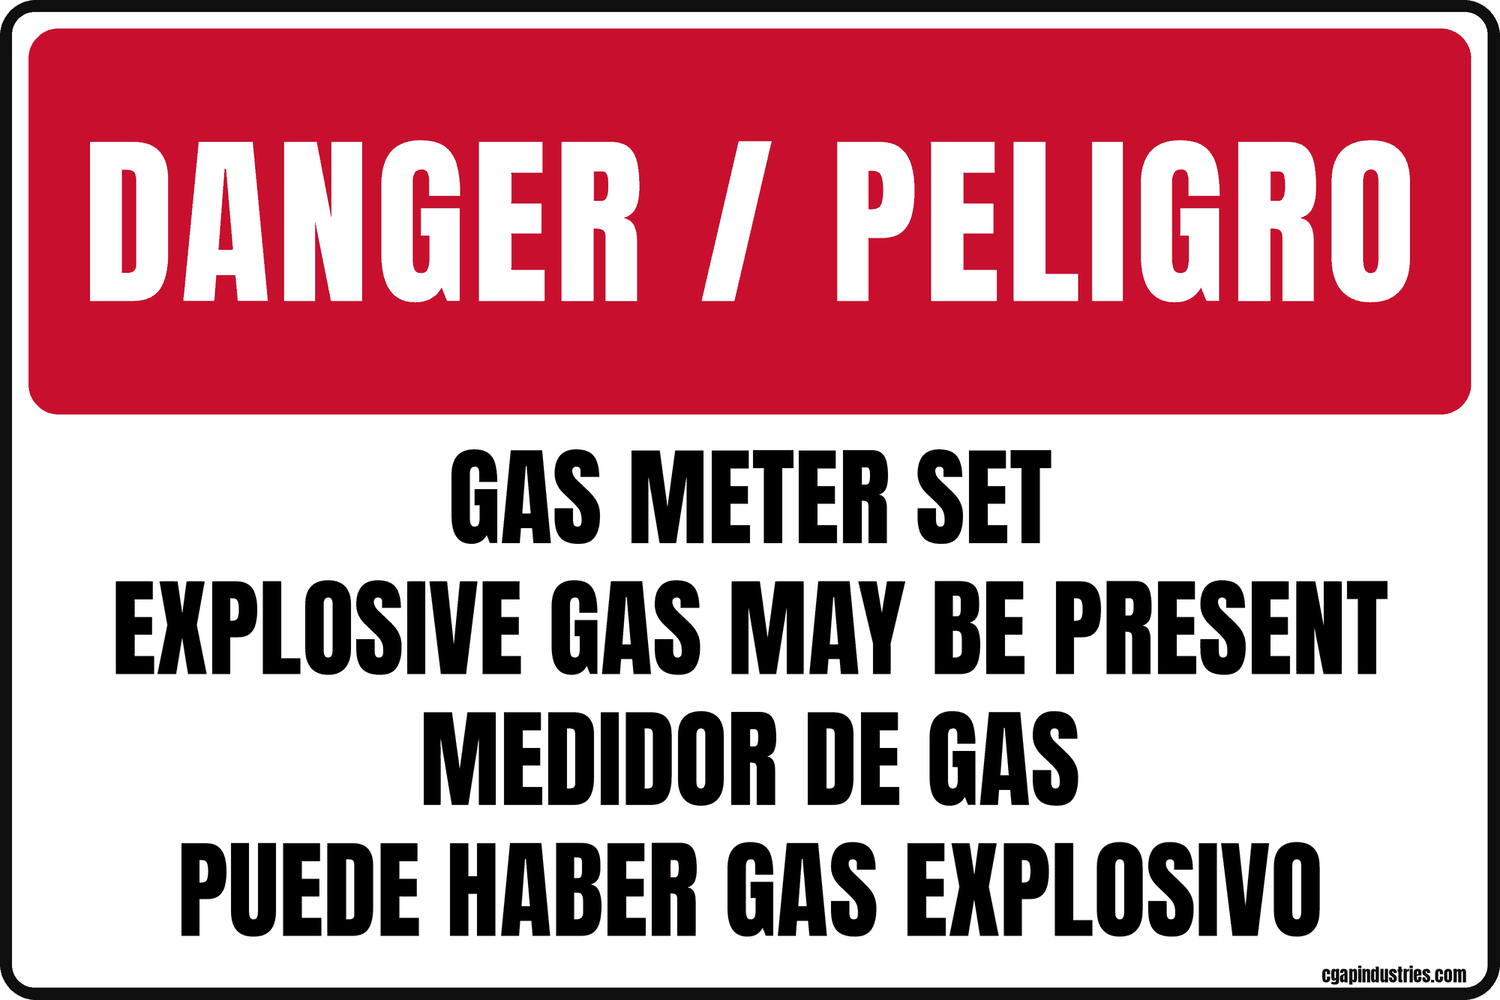 DANGER / PELIGRO
GAS METER SET
EXPLOSIVE GAS MAY BE PRESENT
MEDIDOR DE GAS
PUEDE HABER GAS EXPLOSIVO
cgapindustries.com